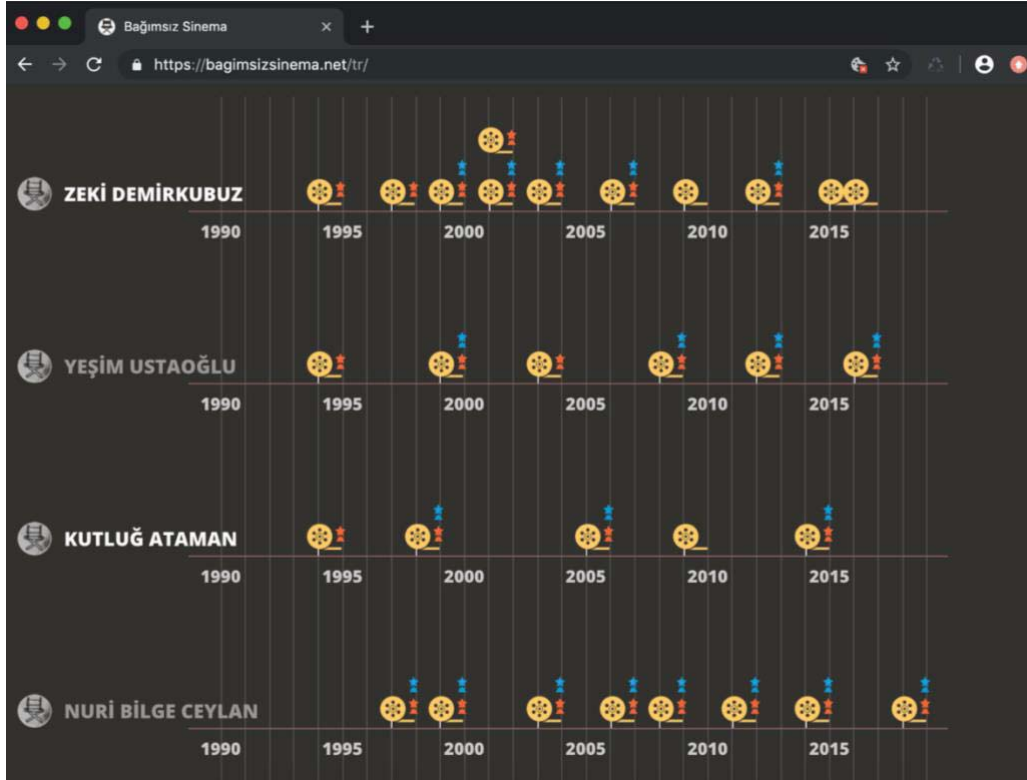 Bağımsız Sinema
https://bagimsizsinema.net/tr/
ZEKİ DEMİRKUBUZ
1990 1995 2000 2005 2010 2015
YEŞİM USTAOĞLU
1990 1995 2000 2005 2010 2015
KUTLUĞ ATAMAN
1990 1995 2000 2005 2010 2015
NURİ BİLGE CEYLAN
1990 1995 2000 2005 2010 2015